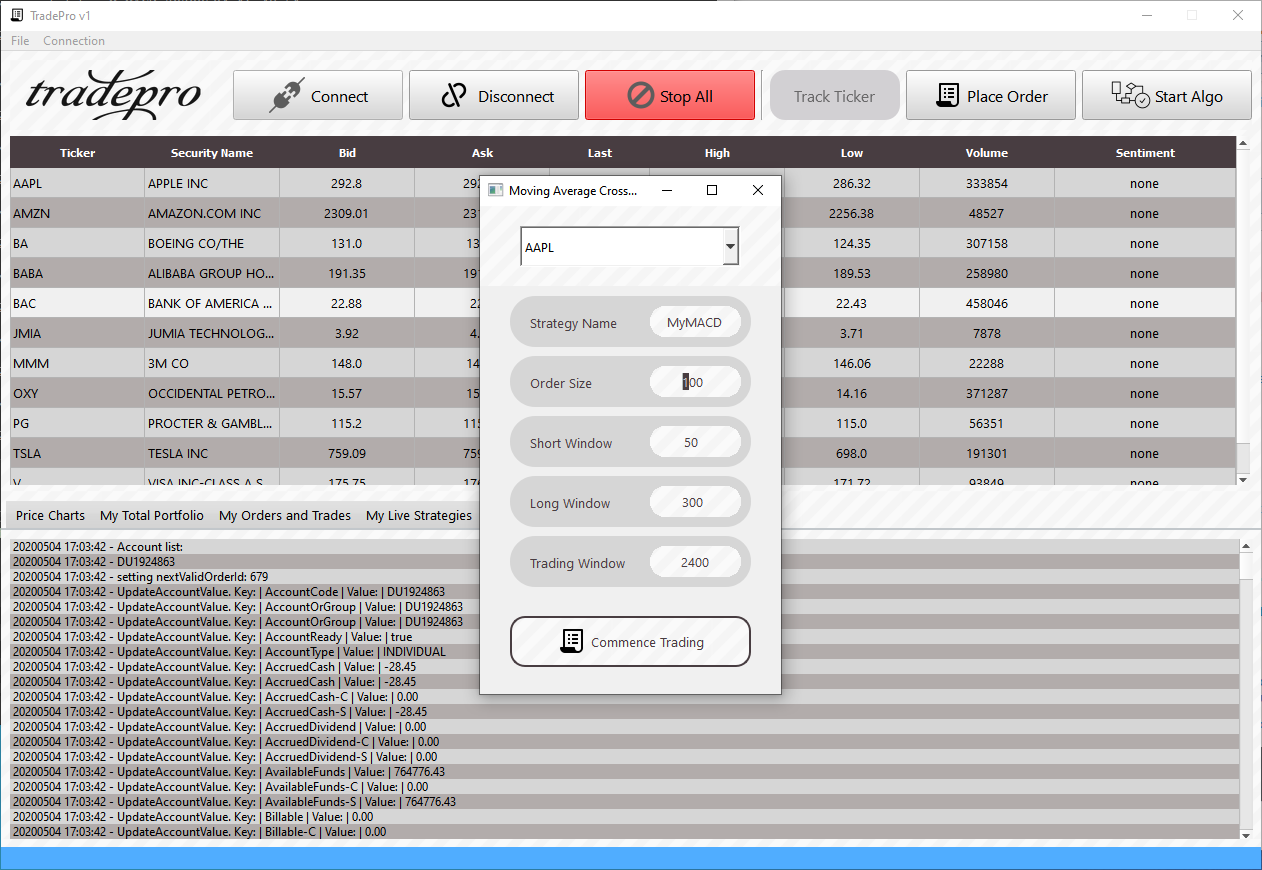 TradePro v1
File Connection
tradepro
Connect
Disconnect
Stop All
Track Ticker
Place Order
Start Algo
Ticker Security Name Bid Ask Last High Low Volume Sentiment
AAPL APPLE INC 292.8 292 286.32 333854 none
AMZN AMAZON.COM INC 2309.01 2256.38 48527 none
BA BOEING CO/THE 131.0 13 124.35 307158 none
BABA ALIBABA GROUP HO... 191.35 191 189.53 258980 none
BAC BANK OF AMERICA ... 22.88 22 22.43 458046 none
JMIA JUMIA TECHNOLOG... 3.92 4. 3.71 7878 none
MMM 3M CO 148.0 14 146.06 22288 none
OXY OCCIDENTAL PETRO... 15.57 15 14.16 371287 none
PG PROCTER & GAMBL... 115.2 115 115.0 56351 none
TSLA TESLA INC 759.09 759 698.0 191301 none
V VISA INC-CLASS A S 175.75 171.72 93849 none
Moving Average Cross...
AAPL
Strategy Name MyMACD
Order Size 100
Short Window 50
Long Window 300
Trading Window 2400
Commence Trading
Price Charts My Total Portfolio My Orders and Trades My Live Strategies
20200504 17:03:42 - Account list:
20200504 17:03:42 - DU1924863
20200504 17:03:42 - setting nextValidOrderId: 679
20200504 17:03:42 - UpdateAccountValue. Key: | AccountCode | Value: | DU1924863
20200504 17:03:42 - UpdateAccountValue. Key: | AccountOrGroup | Value: | DU1924863
20200504 17:03:42 - UpdateAccountValue. Key: | AccountOrGroup | Value: | DU1924863
20200504 17:03:42 - UpdateAccountValue. Key: | AccountReady | Value: | true
20200504 17:03:42 - UpdateAccountValue. Key: | AccountType | Value: | INDIVIDUAL
20200504 17:03:42 - UpdateAccountValue. Key: | AccruedCash | Value: | -28.45
20200504 17:03:42 - UpdateAccountValue. Key: | AccruedCash | Value: | -28.45
20200504 17:03:42 - UpdateAccountValue. Key: | AccruedCash-C | Value: | 0.00
20200504 17:03:42 - UpdateAccountValue. Key: | AccruedCash-S | Value: | -28.45
20200504 17:03:42 - UpdateAccountValue. Key: | AccruedDividend | Value: | 0.00
20200504 17:03:42 - UpdateAccountValue. Key: | AccruedDividend-C | Value: | 0.00
20200504 17:03:42 - UpdateAccountValue. Key: | AccruedDividend-S | Value: | 0.00
20200504 17:03:42 - UpdateAccountValue. Key: | AvailableFunds | Value: | 764776.43
20200504 17:03:42 - UpdateAccountValue. Key: | AvailableFunds-C | Value: | 0.00
20200504 17:03:42 - UpdateAccountValue. Key: | AvailableFunds-S | Value: | 764776.43
20200504 17:03:42 - UpdateAccountValue. Key: | Billable | Value: | 0.00
20200504 17:03:42 - UpdateAccountValue. Key: | Billable-C | Value: | 0.00